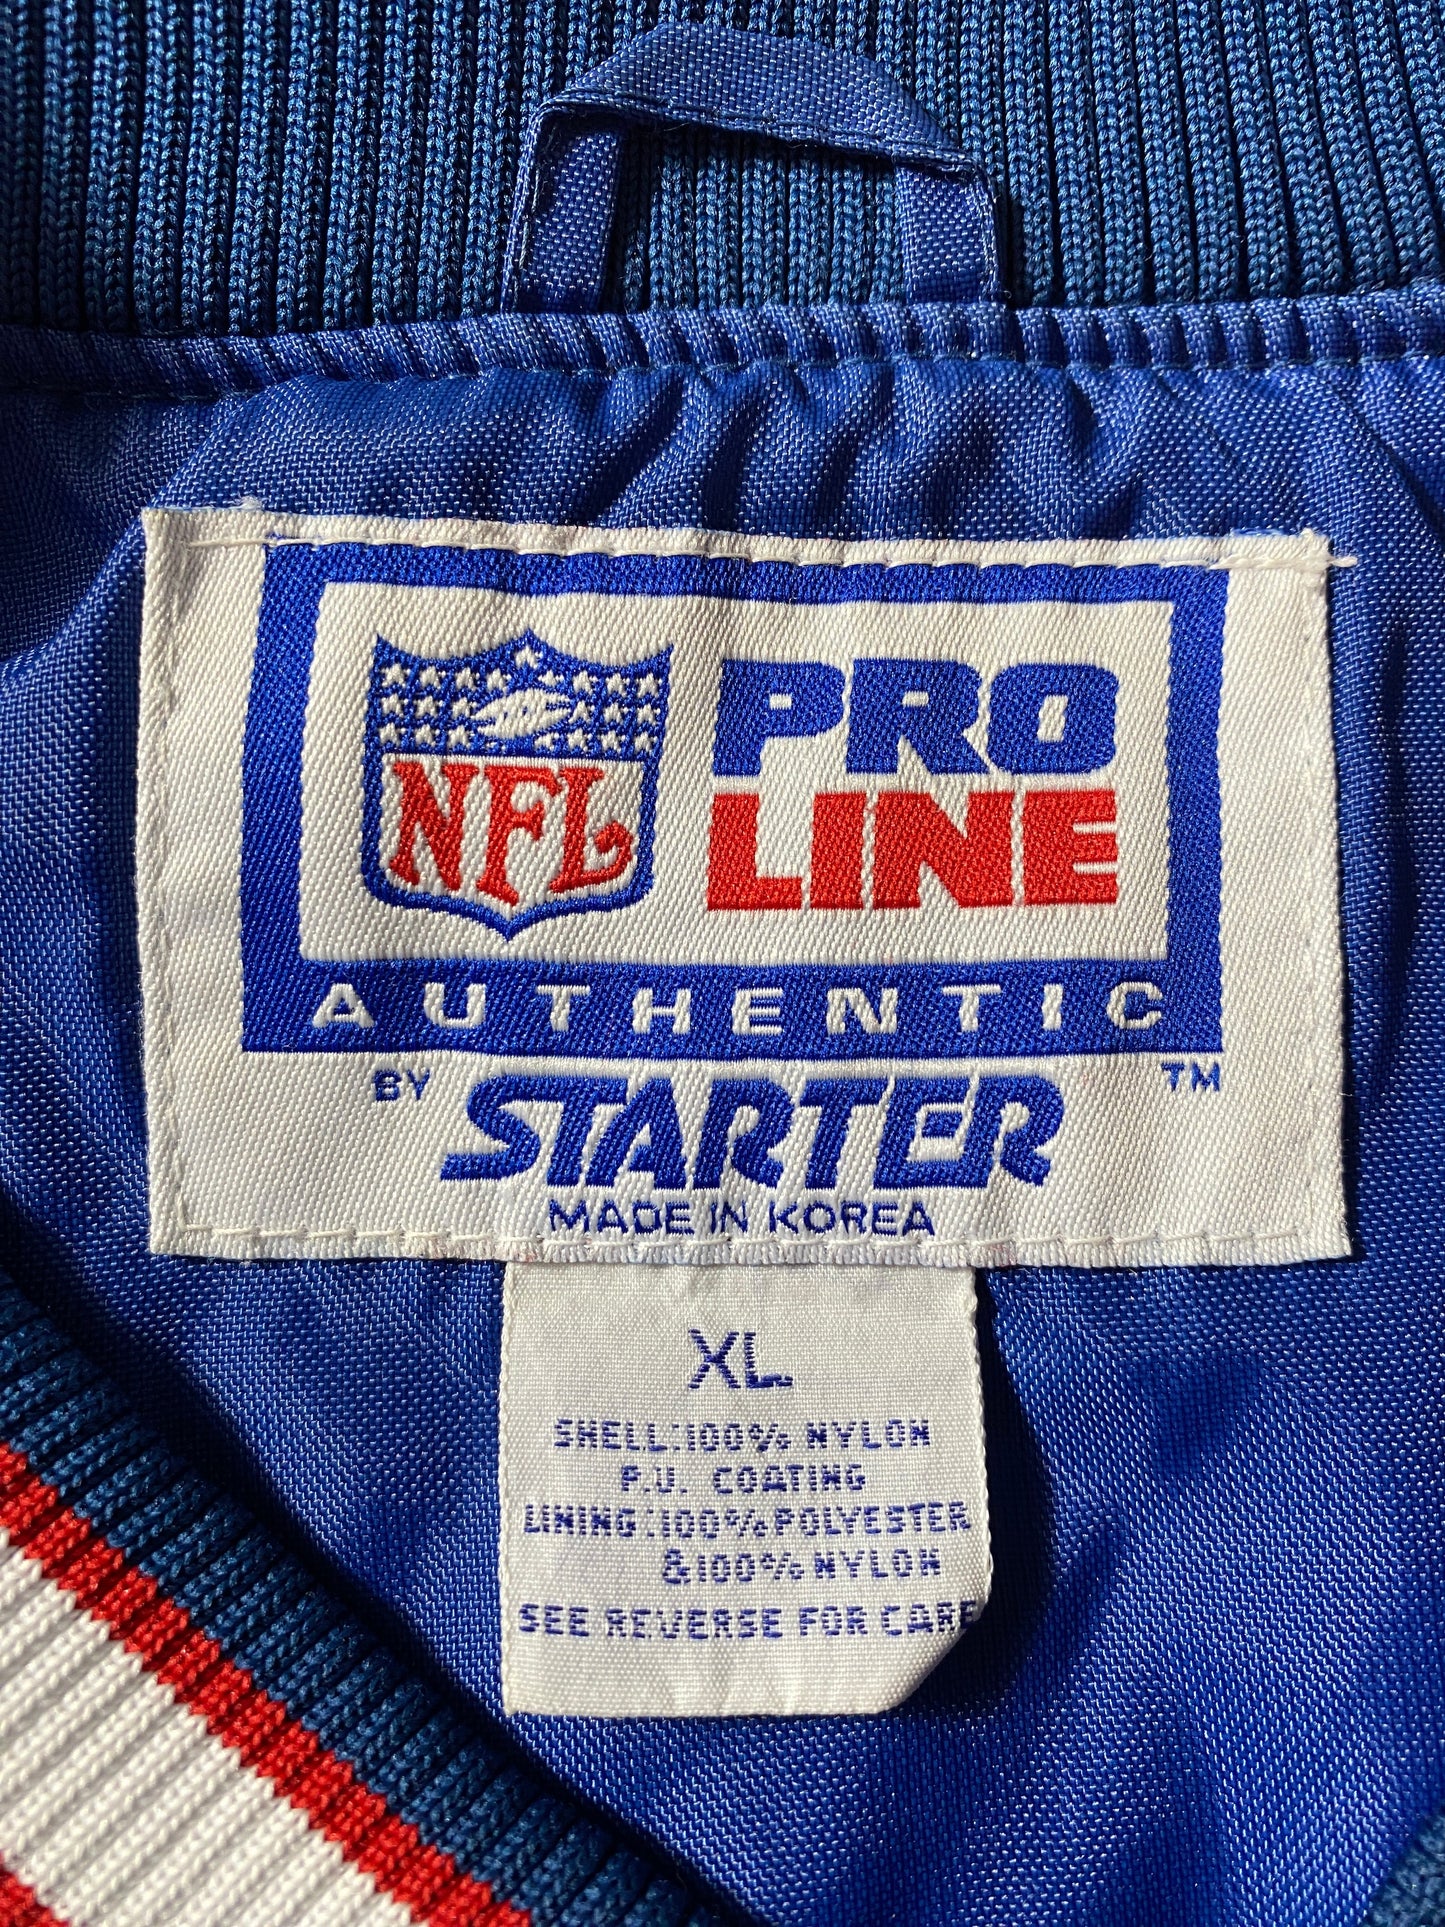 NFL
PRO
LINE
AUTHENTIC
BY STARTER TM
MADE IN KOREA
XL
SHELL:100% NYLON
P.U. COATING
LINING:100%POLYESTER
&100%NYLON
SEE REVERSE FOR CARE